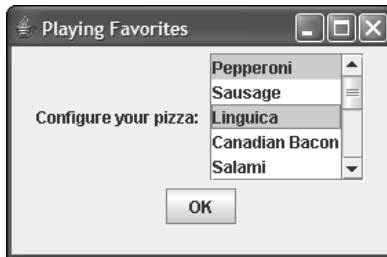 Playing Favorites
Pepperoni
Sausage
Configure your pizza: Linguica
Canadian Bacon
Salami
OK